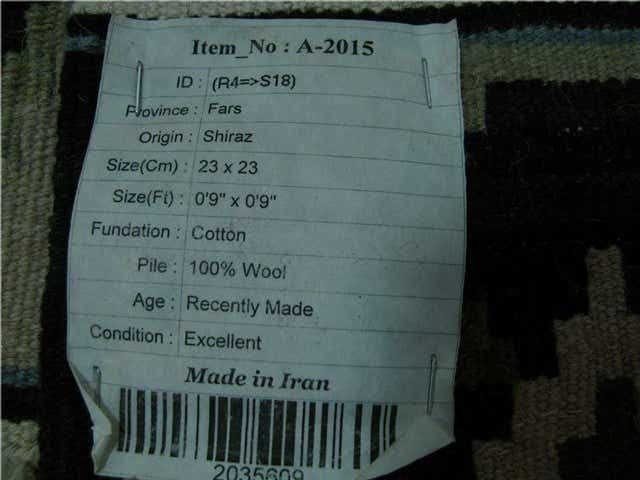 Item_No : A-2015
ID : (R4=>S18)
Province : Fars
Origin : Shiraz
Size(Cm) : 23 x 23
Size(Ft) : 0'9" x 0'9"
Fundation : Cotton
Pile : 100% Wool
Age : Recently Made
Condition : Excellent
Made in Iran
2035609